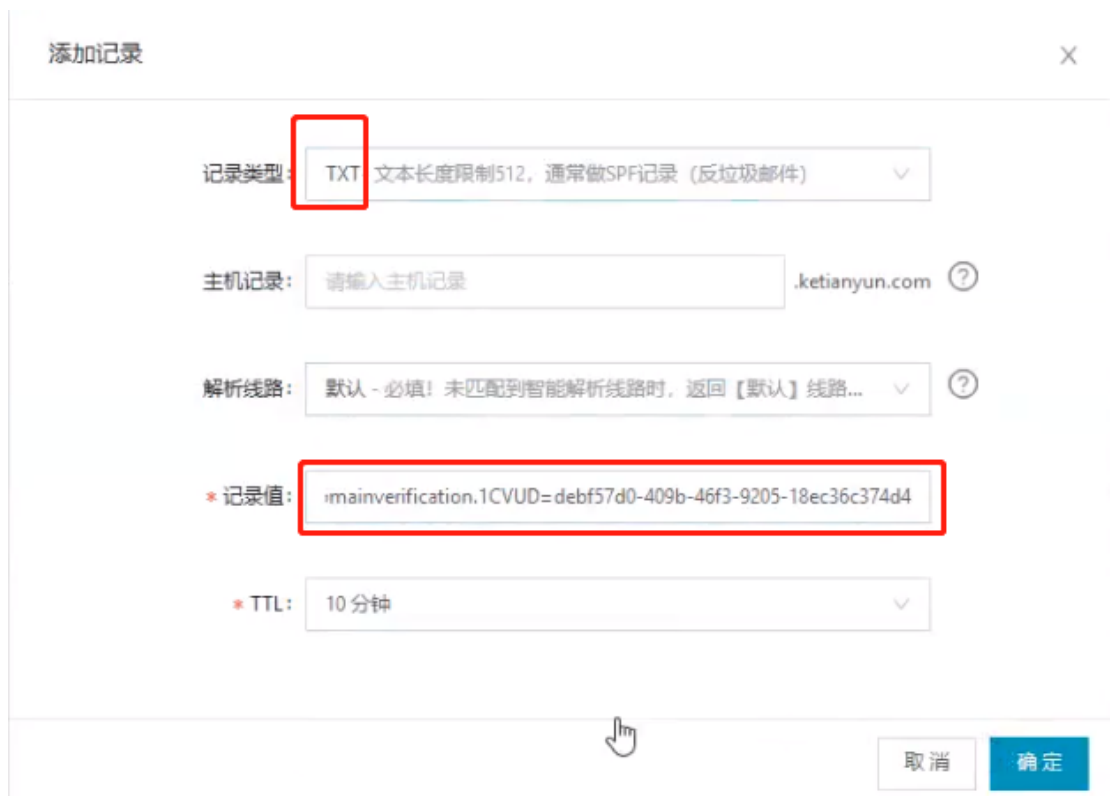 添加记录
记录类型: TXT 文本长度限制512，通常做SPF记录（反垃圾邮件）
主机记录: 请输入主机记录 .ketianyun.com
解析线路: 默认 - 必填！未匹配到智能解析线路时，返回【默认】线路...
* 记录值: mainverification.1CVUD=debf57d0-409b-46f3-9205-18ec36c374d4
* TTL: 10 分钟
取消 确定